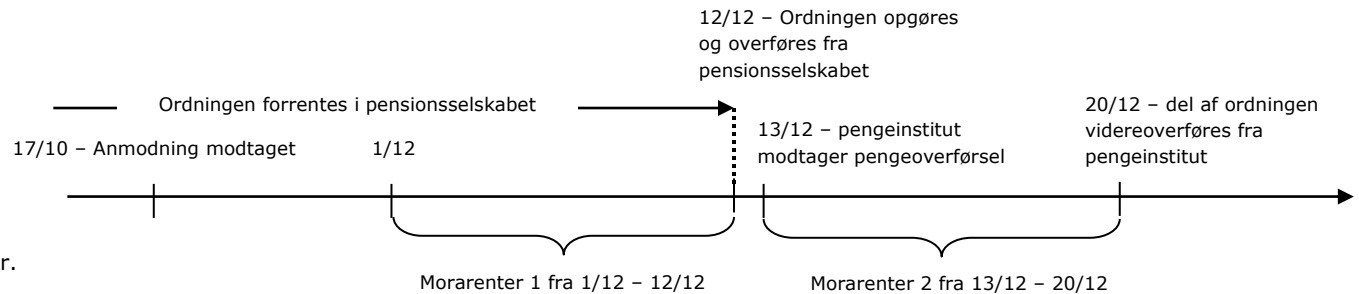 12/12 – Ordningen opgøres
og overføres fra
pensionsselskabet
Ordningen forrentes i pensionsselskabet
17/10 – Anmodning modtaget
1/12
13/12 – pengeinstitut
modtager pengeoverførsel
20/12 – del af ordningen
videreoverføres fra
pengeinstitut
r.
Morarenter 1 fra 1/12 – 12/12
Morarenter 2 fra 13/12 – 20/12